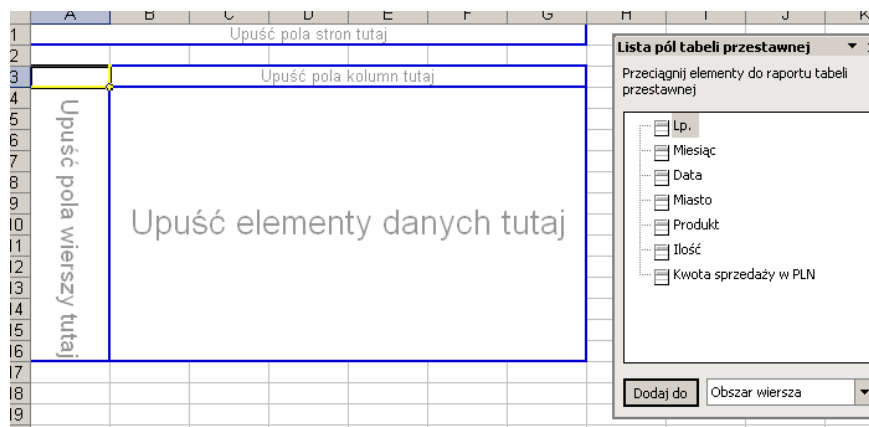 A B C D E F G H I J K
1 Upuść pola stron tutaj
2
3 Upuść pola kolumn tutaj
4
5
6
7
8
9
10
11
12
13
14
15
16
17
18
19
Upuść pola wierszy tutaj
Upuść elementy danych tutaj
Lista pól tabeli przestawnej
Przeciągnij elementy do raportu tabeli
przestawnej
Lp.
Miesiąc
Data
Miasto
Produkt
Ilość
Kwota sprzedaży w PLN
Dodaj do Obszar wiersza